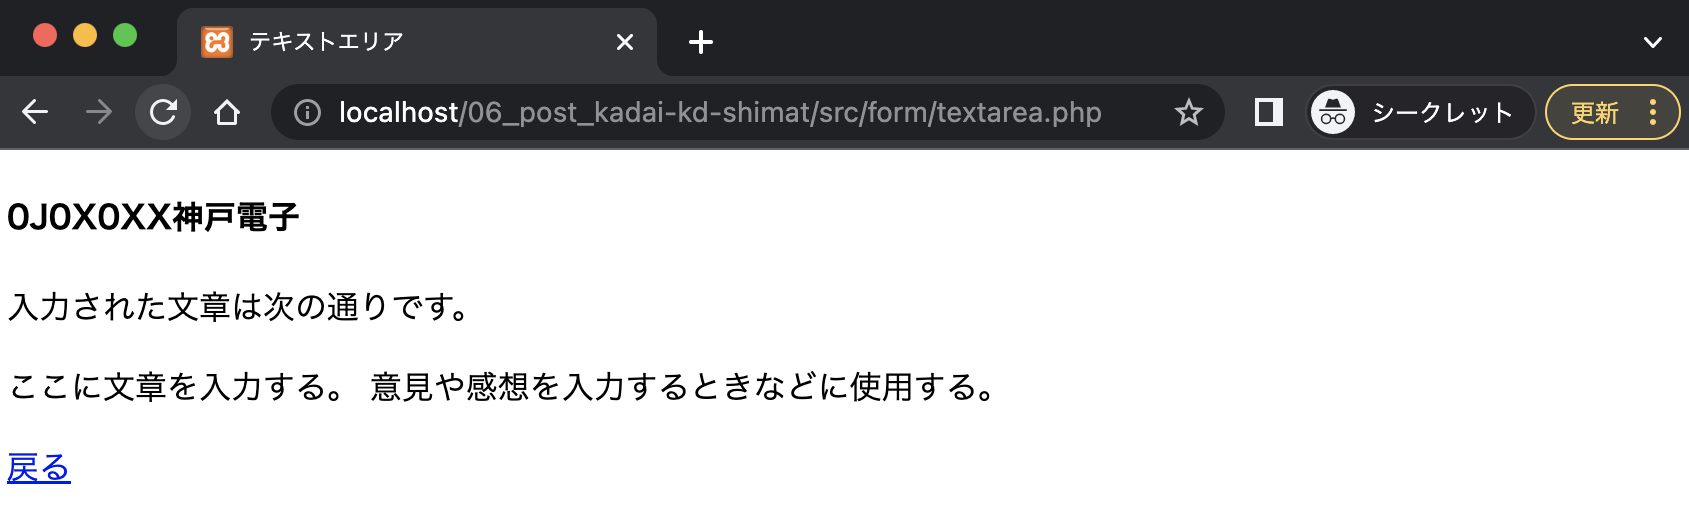 テキストエリア
localhost/06_post_kadai-kd-shimat/src/form/textarea.php
シークレット
更新
0J0X0XX神戸電子
入力された文章は次の通りです。
ここに文章を入力する。 意見や感想を入力するときなどに使用する。
戻る